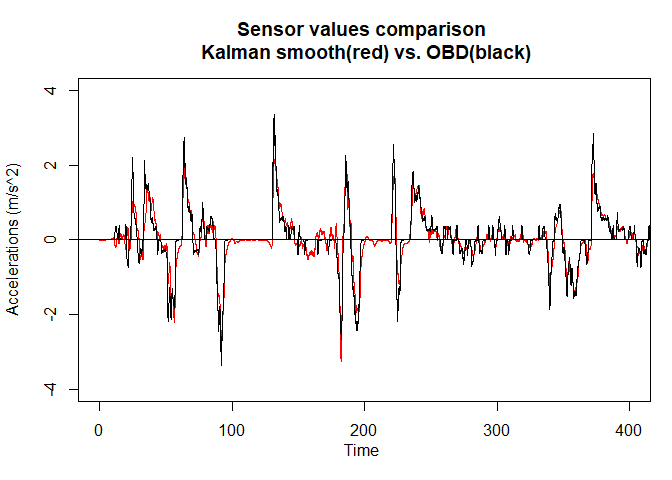 Sensor values comparison
Kalman smooth(red) vs. OBD(black)
Accelerations (m/s^2)
4
2
0
-2
-4
0
100
200
300
400
Time